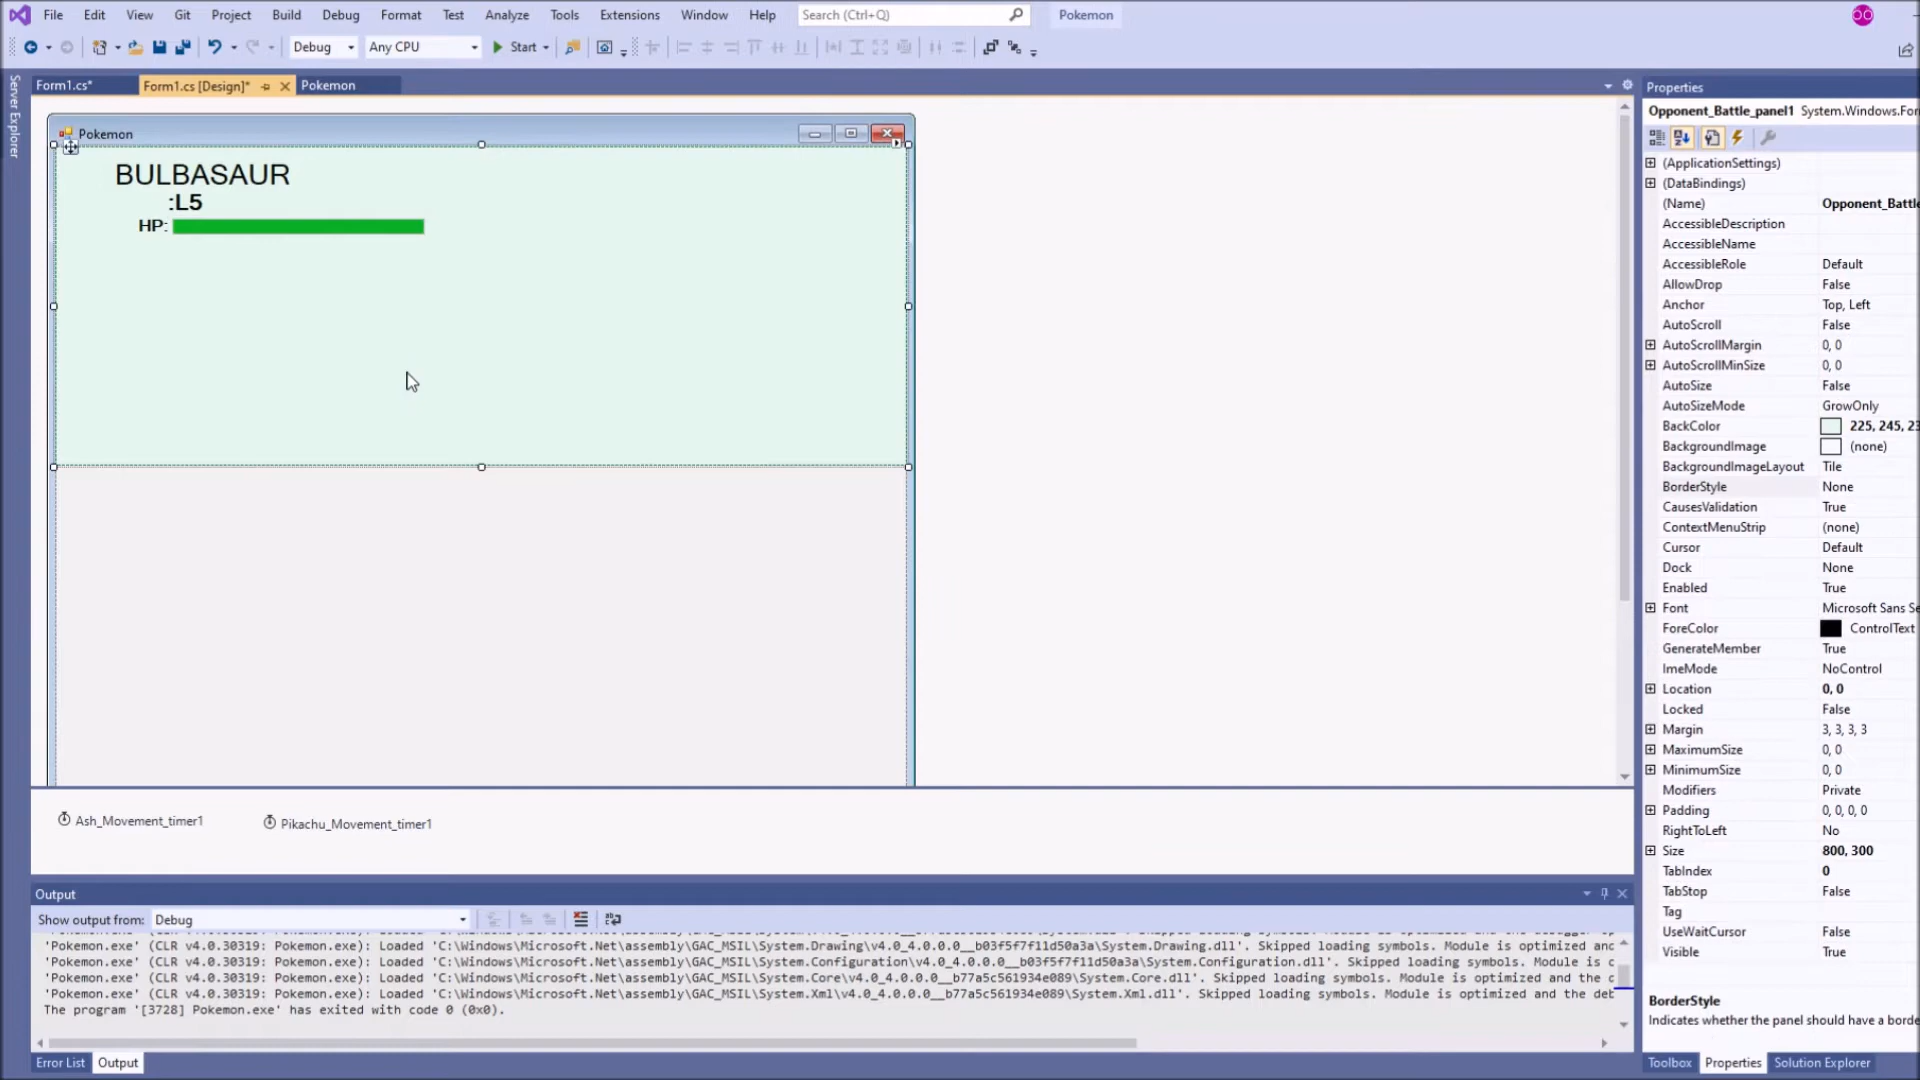 File Edit View Git Project Build Debug Format Test Analyze Tools Extensions Window Help Search (Ctrl+Q) Pokemon
Debug Any CPU Start
Server Explorer
Form1.cs* Form1.cs [Design]* Pokemon
Pokemon
BULBASAUR
:L5
HP:
Ash_Movement_timer1 Pikachu_Movement_timer1
Output
Show output from: Debug
'Pokemon.exe' (CLR v4.0.30319: Pokemon.exe): Loaded 'C:\Windows\Microsoft.Net\assembly\GAC_MSIL\System.Drawing\v4.0_4.0.0.0__b03f5f7f11d50a3a\System.Drawing.dll'. Skipped loading symbols. Module is optimized anc
'Pokemon.exe' (CLR v4.0.30319: Pokemon.exe): Loaded 'C:\Windows\Microsoft.Net\assembly\GAC_MSIL\System.Configuration\v4.0_4.0.0.0__b03f5f7f11d50a3a\System.Configuration.dll'. Skipped loading symbols. Module is c
'Pokemon.exe' (CLR v4.0.30319: Pokemon.exe): Loaded 'C:\Windows\Microsoft.Net\assembly\GAC_MSIL\System.Core\v4.0_4.0.0.0__b77a5c561934e089\System.Core.dll'. Skipped loading symbols. Module is optimized and the d
'Pokemon.exe' (CLR v4.0.30319: Pokemon.exe): Loaded 'C:\Windows\Microsoft.Net\assembly\GAC_MSIL\System.Xml\v4.0_4.0.0.0__b77a5c561934e089\System.Xml.dll'. Skipped loading symbols. Module is optimized and the deb
The program '[3728] Pokemon.exe' has exited with code 0 (0x0).
Error List Output
Properties
Opponent_Battle_panel1 System.Windows.For
(ApplicationSettings)
(DataBindings)
(Name) Opponent_Battle
AccessibleDescription
AccessibleName
AccessibleRole Default
AllowDrop False
Anchor Top, Left
AutoScroll False
AutoScrollMargin 0, 0
AutoScrollMinSize 0, 0
AutoSize False
AutoSizeMode GrowOnly
BackColor 225, 245, 23
BackgroundImage (none)
BackgroundImageLayout Tile
BorderStyle None
CausesValidation True
ContextMenuStrip (none)
Cursor Default
Dock None
Enabled True
Font Microsoft Sans Se
ForeColor ControlText
GenerateMember True
ImeMode NoControl
Location 0, 0
Locked False
Margin 3, 3, 3, 3
MaximumSize 0, 0
MinimumSize 0, 0
Modifiers Private
Padding 0, 0, 0, 0
RightToLeft No
Size 800, 300
TabIndex 0
TabStop False
Tag
UseWaitCursor False
Visible True
BorderStyle
Indicates whether the panel should have a borde
Toolbox Properties Solution Explorer